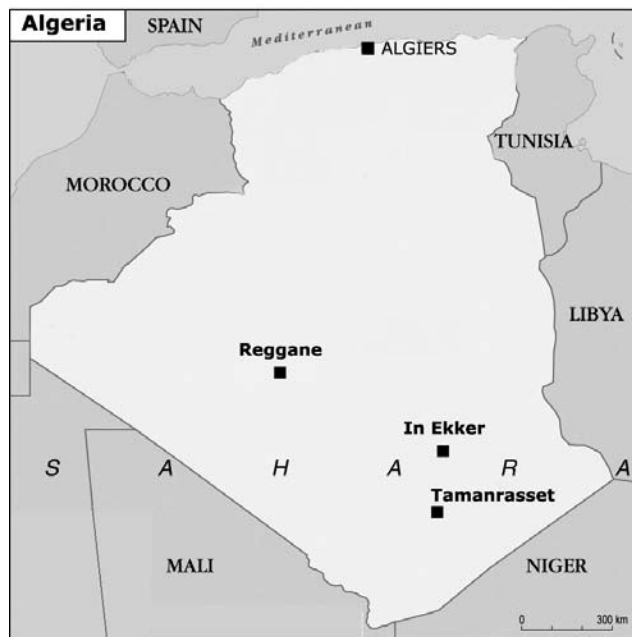 Algeria
SPAIN
Mediterranean
ALGIERS
TUNISIA
MOROCCO
LIBYA
Reggane
In Ekker
S A H A R A
Tamanrasset
MALI
NIGER
0 300 km